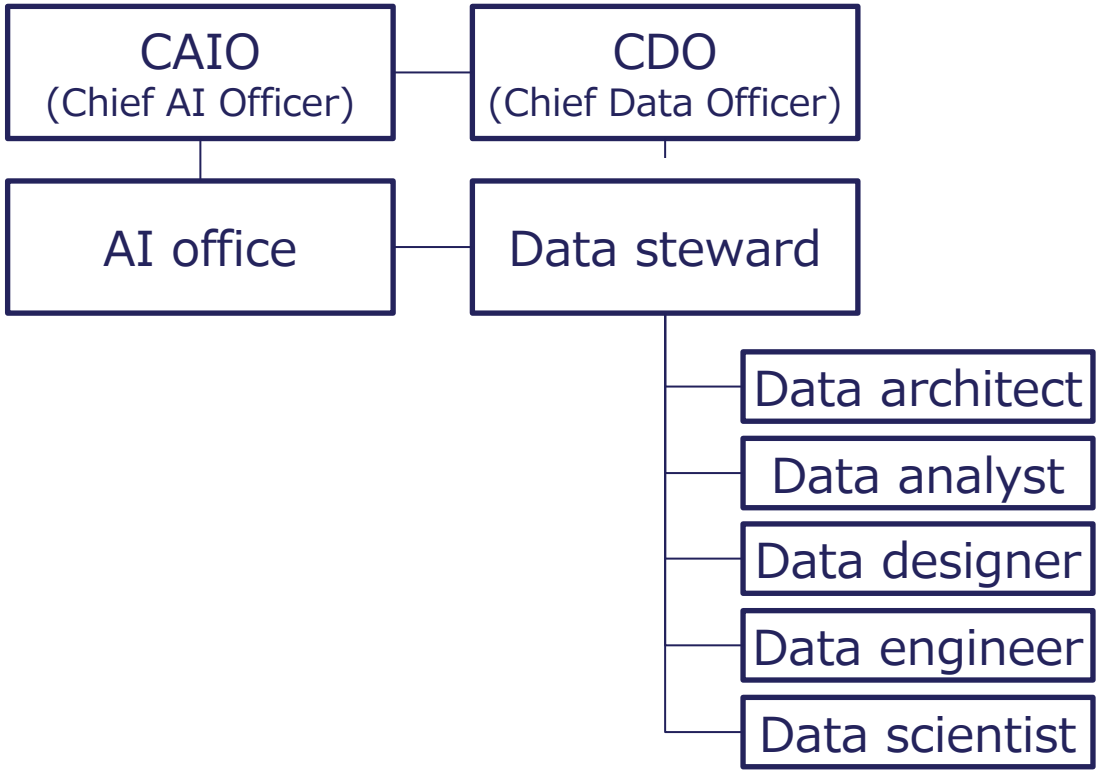 CAIO
(Chief AI Officer)
CDO
(Chief Data Officer)
AI office
Data steward
Data architect
Data analyst
Data designer
Data engineer
Data scientist